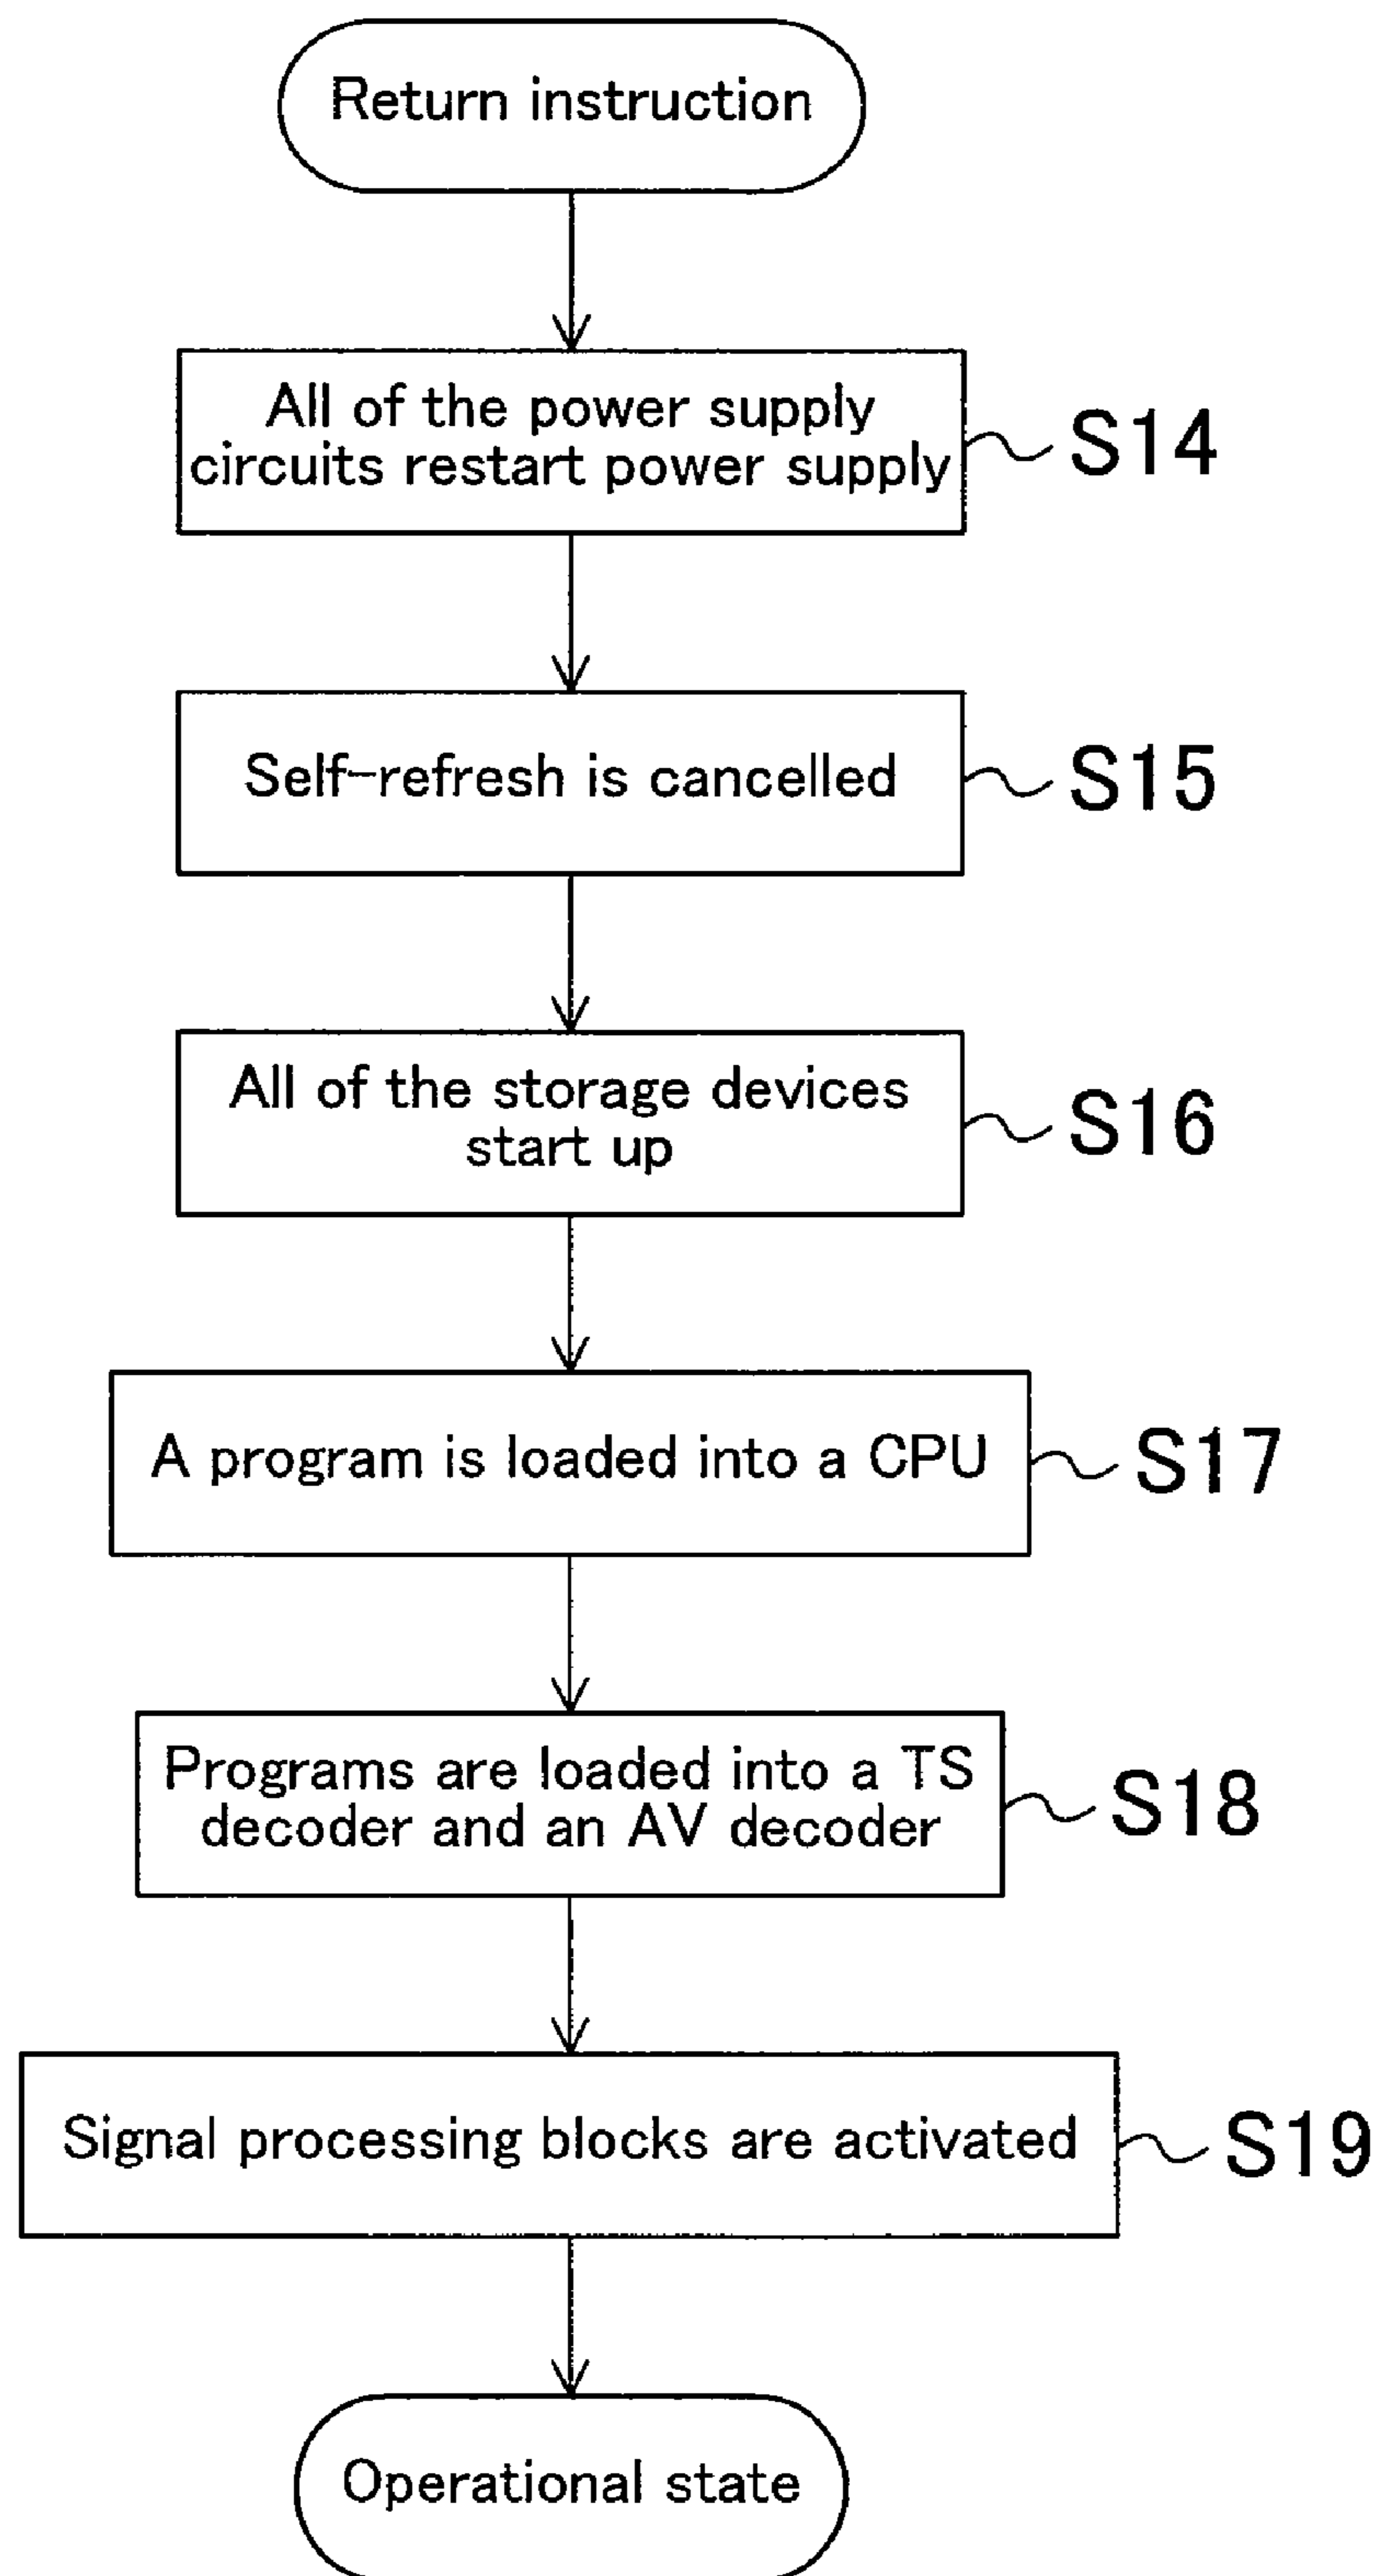 Return instruction
All of the power supply
circuits restart power supply
S14
Self-refresh is cancelled
S15
All of the storage devices
start up
S16
A program is loaded into a CPU
S17
Programs are loaded into a TS
decoder and an AV decoder
S18
Signal processing blocks are activated
S19
Operational state